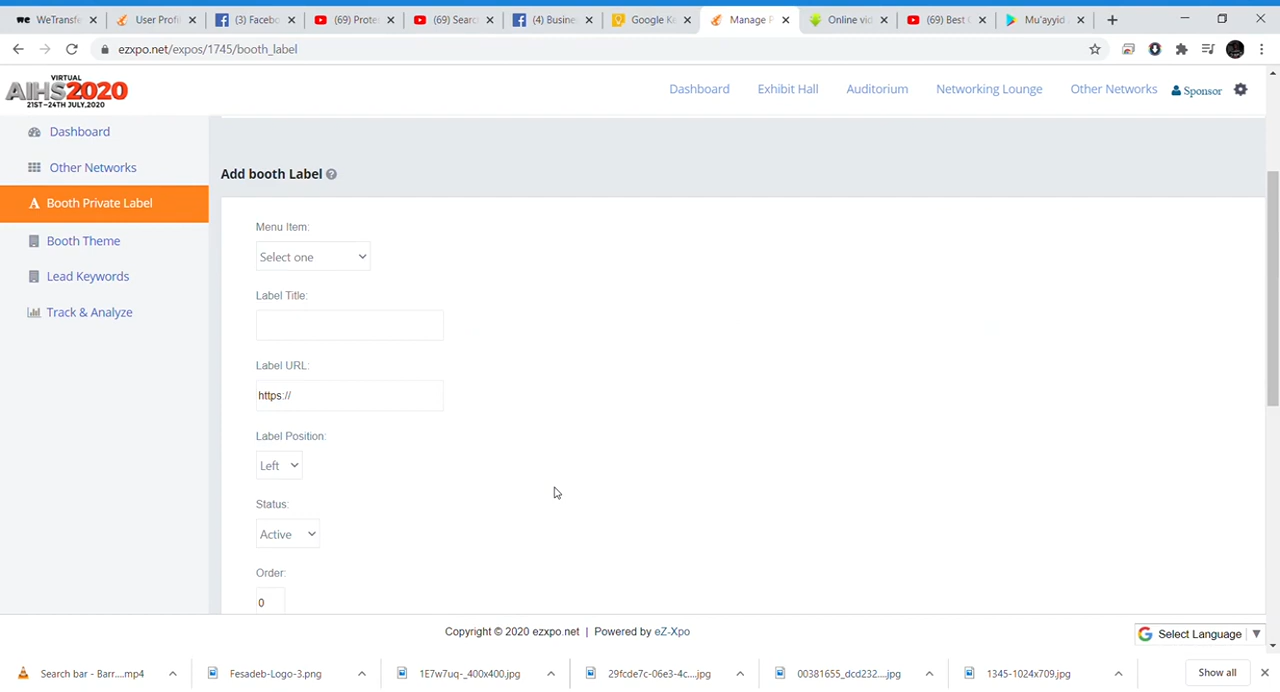 WeTransfe
User Profi
(3) Facebo
(69) Protes
(69) Searc
(4) Busine
Google Ke
Manage P
Online vid
(69) Best C
Mu'ayyid
ezxpo.net/expos/1745/booth_label
VIRTUAL
AIHS2020
21ST-24TH JULY,2020
Dashboard
Exhibit Hall
Auditorium
Networking Lounge
Other Networks
Sponsor
Dashboard
Other Networks
Booth Private Label
Booth Theme
Lead Keywords
Track & Analyze
Add booth Label
Menu Item:
Select one
Label Title:
Label URL:
https://
Label Position:
Left
Status:
Active
Order:
0
Copyright © 2020 ezxpo.net | Powered by eZ-Xpo
Select Language ▼
Search bar - Barr....mp4
Fesadeb-Logo-3.png
1E7w7uq-_400x400.jpg
29fcde7c-06e3-4c....jpg
00381655_dcd232....jpg
1345-1024x709.jpg
Show all